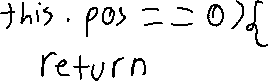 this.pos == 0){
return